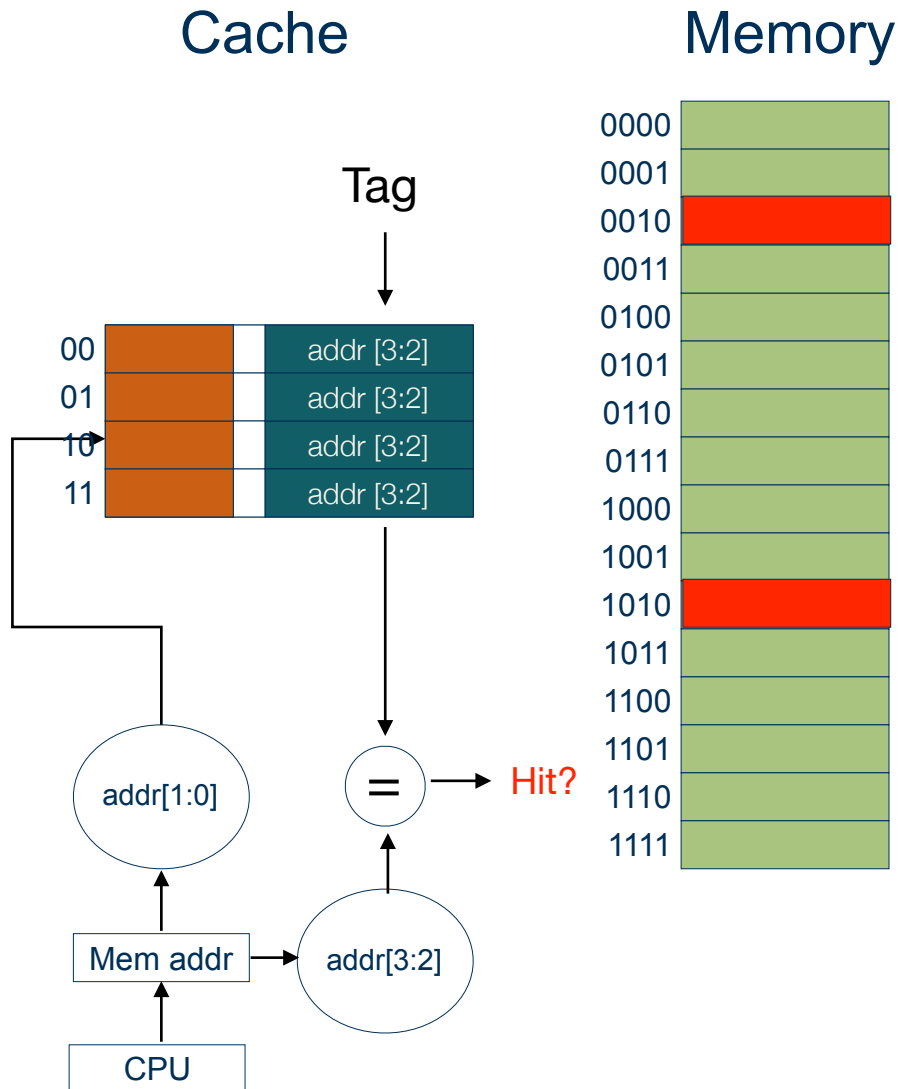 Cache
Memory
Tag
00 addr [3:2]
01 addr [3:2]
10 addr [3:2]
11 addr [3:2]
addr[1:0]
=
Hit?
Mem addr
addr[3:2]
CPU
0000
0001
0010
0011
0100
0101
0110
0111
1000
1001
1010
1011
1100
1101
1110
1111